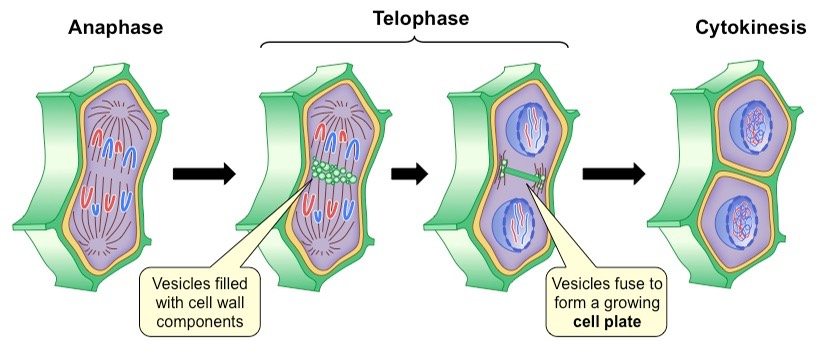 Anaphase
Telophase
Cytokinesis
Vesicles filled
with cell wall
components
Vesicles fuse to
form a growing
cell plate